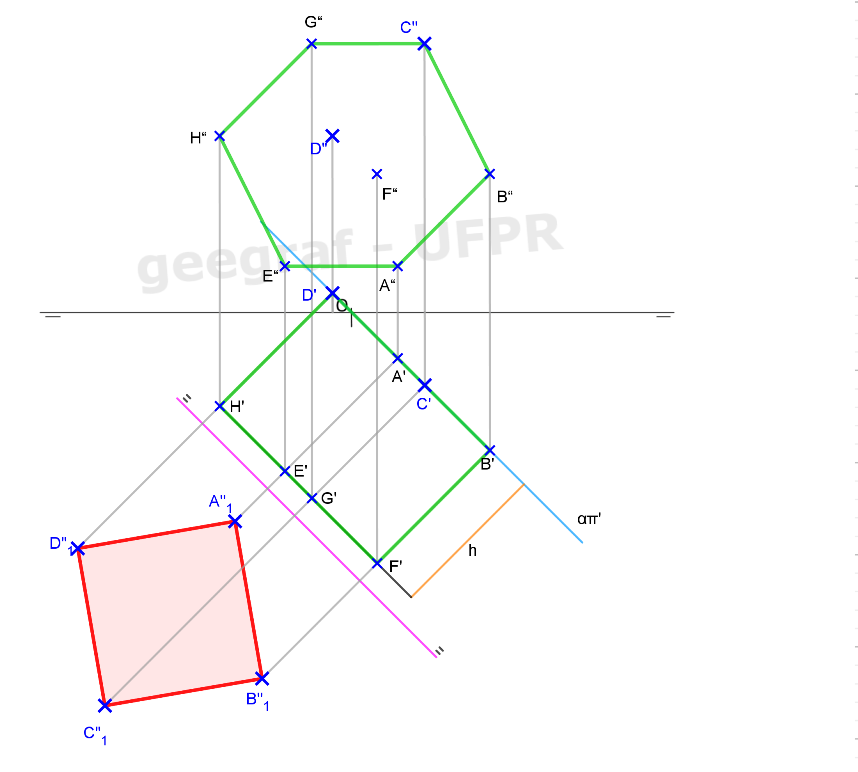 G“
C"
H“
D"
F“
B“
geegraf - UFPR
E“
A“
D'
O
A'
H'
C'
B'
E'
G'
A"1
απ'
D"1
h
F'
B"1
C"1